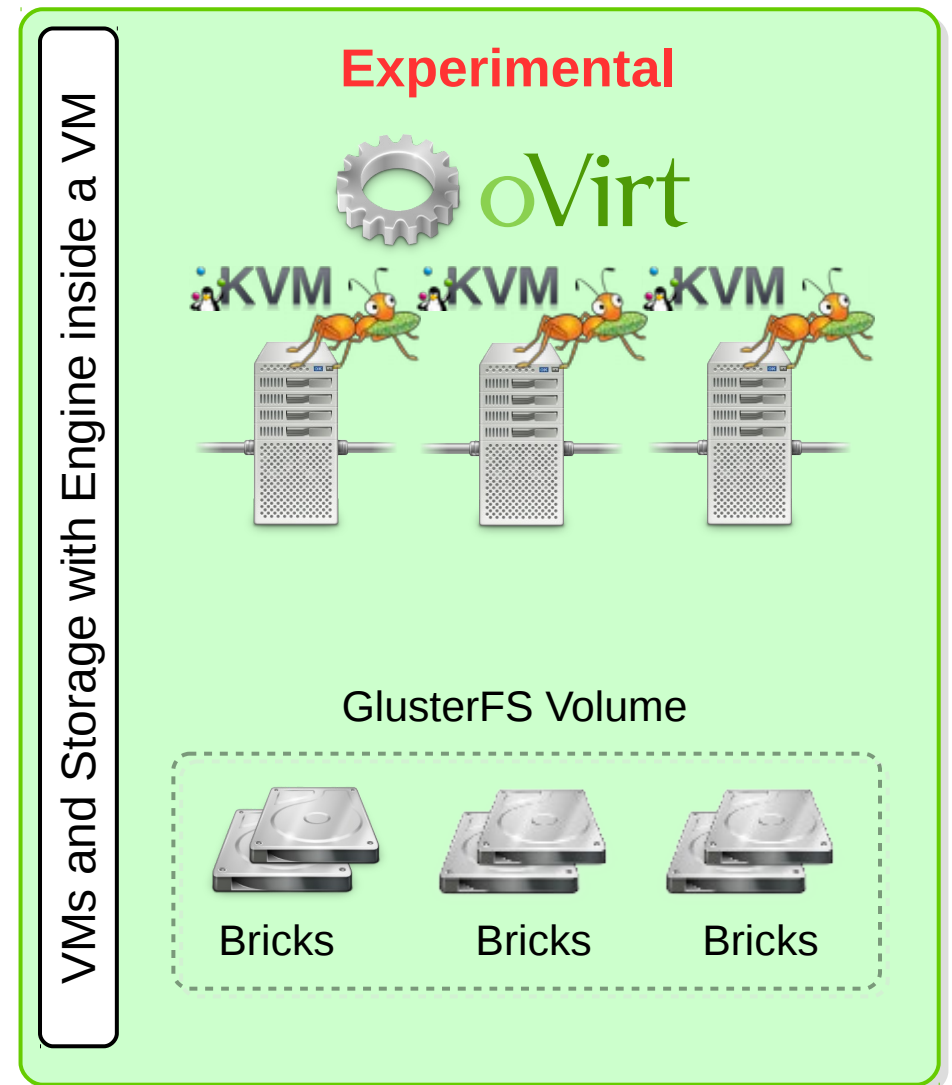 VMs and Storage with Engine inside a VM
Experimental
oVirt
KVM KVM KVM
GlusterFS Volume
Bricks Bricks Bricks